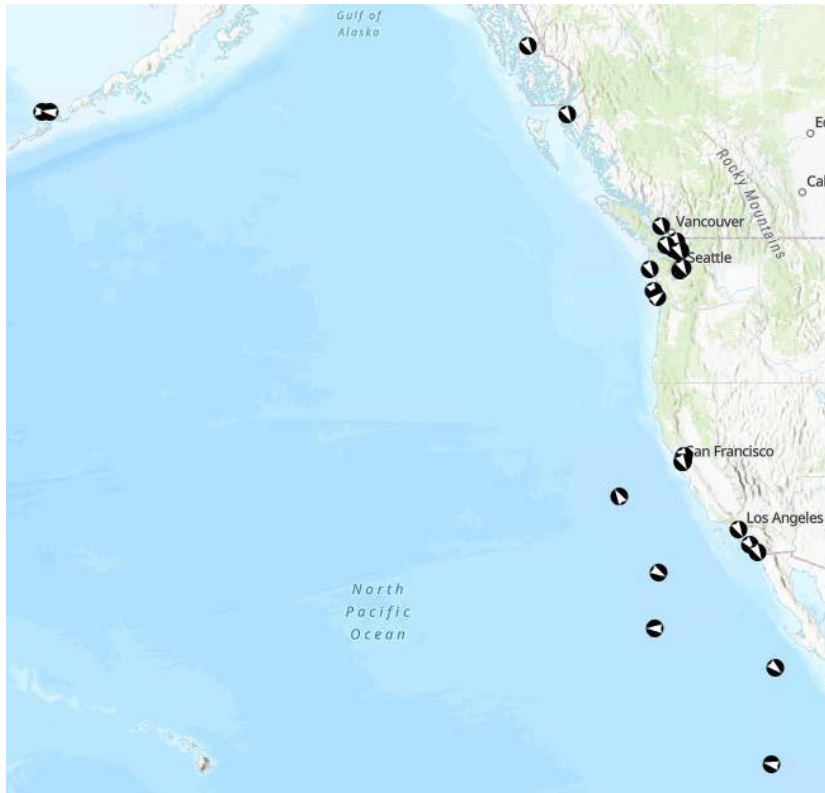 Gulf of
Alaska
Rocky Mountains
Vancouver
Seattle
San Francisco
Los Angeles
North
Pacific
Ocean